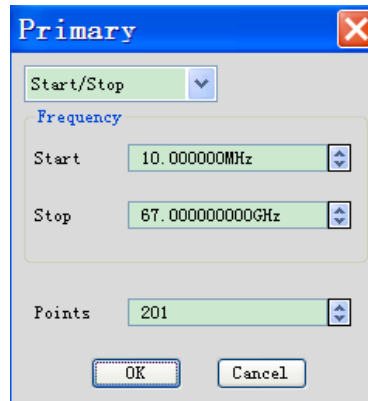 Primary
Start/Stop
Frequency
Start 10.000000MHz
Stop 67.000000000GHz
Points 201
OK Cancel